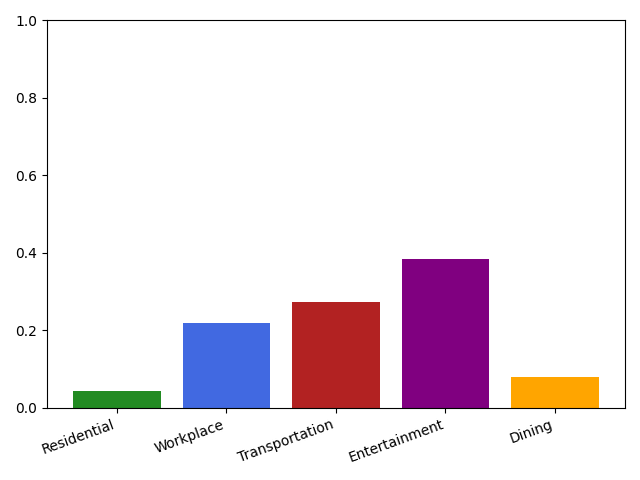 1.0
0.8
0.6
0.4
0.2
0.0
Residential
Workplace
Transportation
Entertainment
Dining